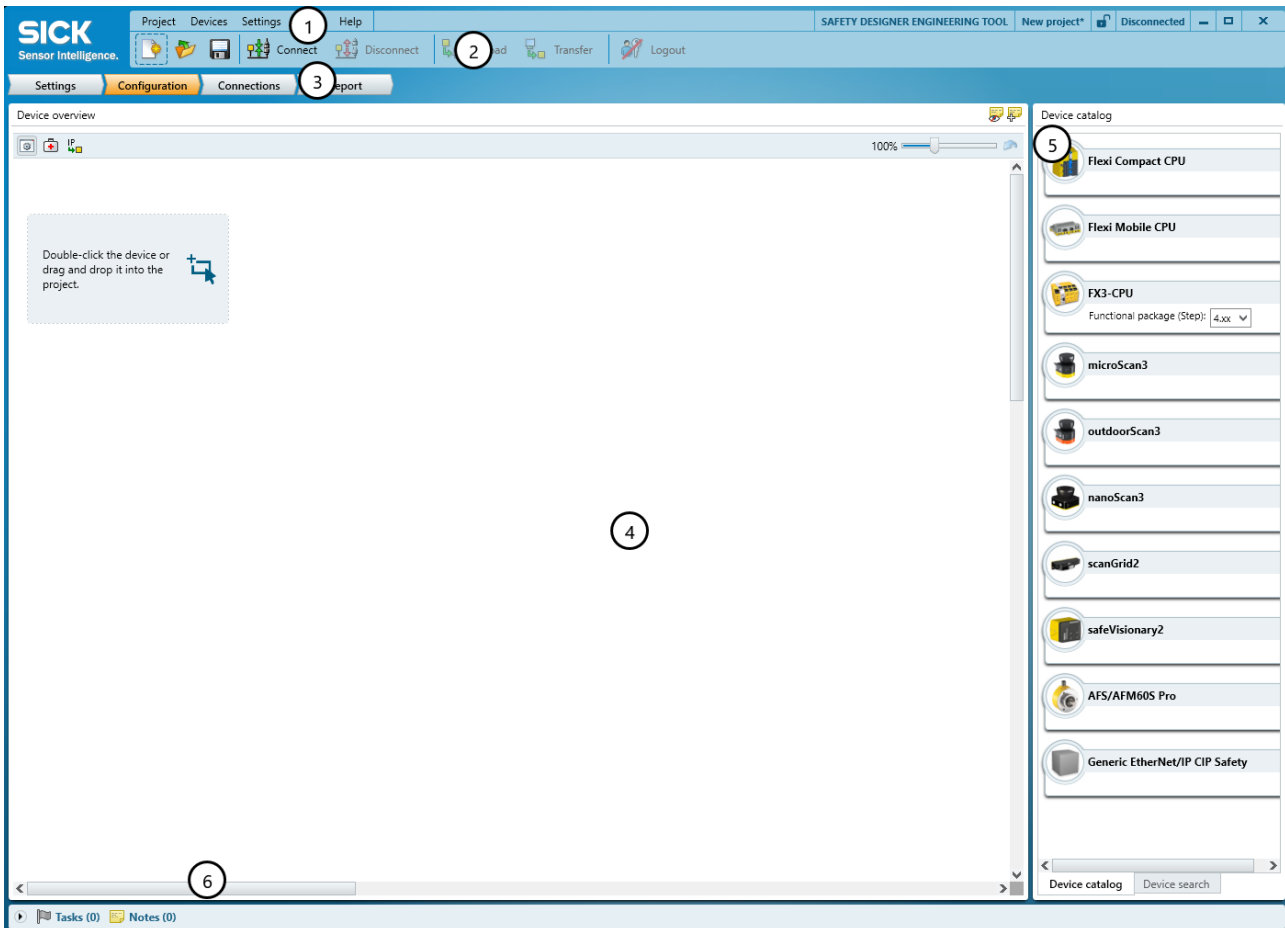 SICK
Sensor Intelligence.
Project Devices Settings 1 Help
SAFETY DESIGNER ENGINEERING TOOL New project* Disconnected
Connect Disconnect 2 ad Transfer Logout
Settings Configuration Connections 3 eport
Device overview
IP
100%
Double-click the device or
drag and drop it into the
project.
4
6
Device catalog
5
Flexi Compact CPU
Flexi Mobile CPU
FX3-CPU
Functional package (Step): 4.xx
microScan3
outdoorScan3
nanoScan3
scanGrid2
safeVisionary2
AFS/AFM60S Pro
Generic EtherNet/IP CIP Safety
Device catalog Device search
Tasks (0) Notes (0)